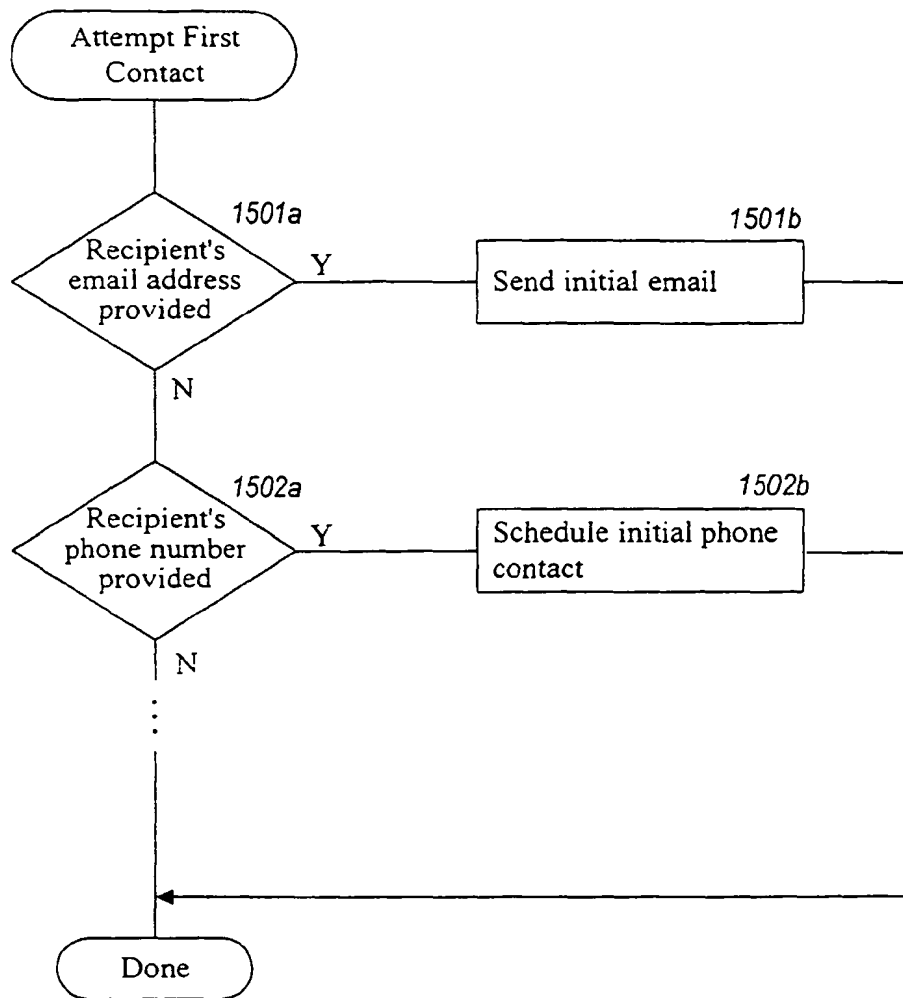 Attempt First
Contact
1501a
Recipient's
email address
provided
Y
1501b
Send initial email
N
1502a
Recipient's
phone number
provided
Y
1502b
Schedule initial phone
contact
N
Done